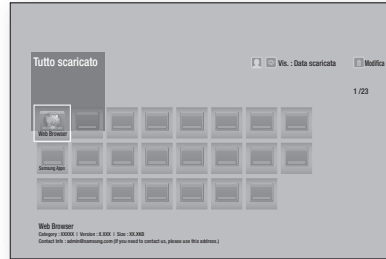 Tutto scaricato
Vis. : Data scaricata
Modifica
1 /23
Web Browser
Samsung Apps
Web Browser
Category : XXXXX I Version : X.XXX I Size : XX.XMB
Contact Info : admin@samsung.com (If you need to contact us, please use this address.)